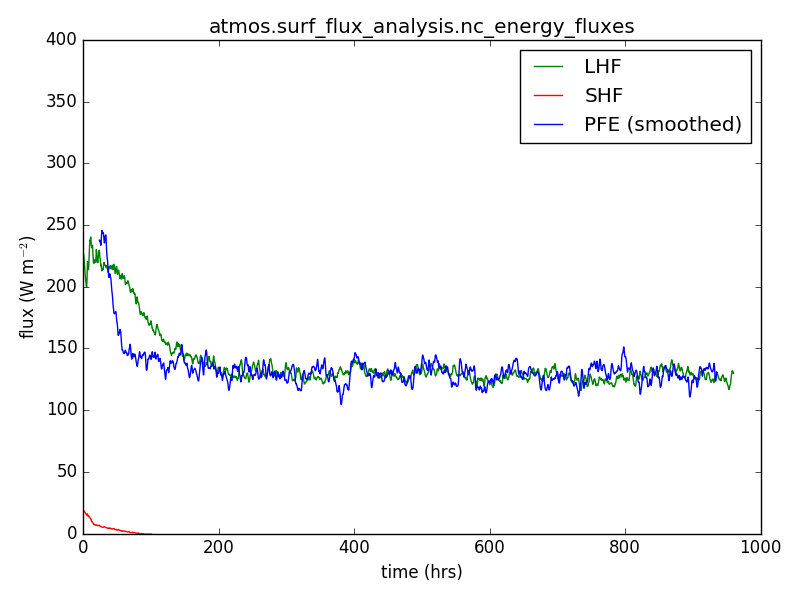 atmos.surf_flux_analysis.nc_energy_fluxes
400
350
300
250
200
150
100
50
0
flux (W m⁻²)
LHF
SHF
PFE (smoothed)
0 200 400 600 800 1000
time (hrs)